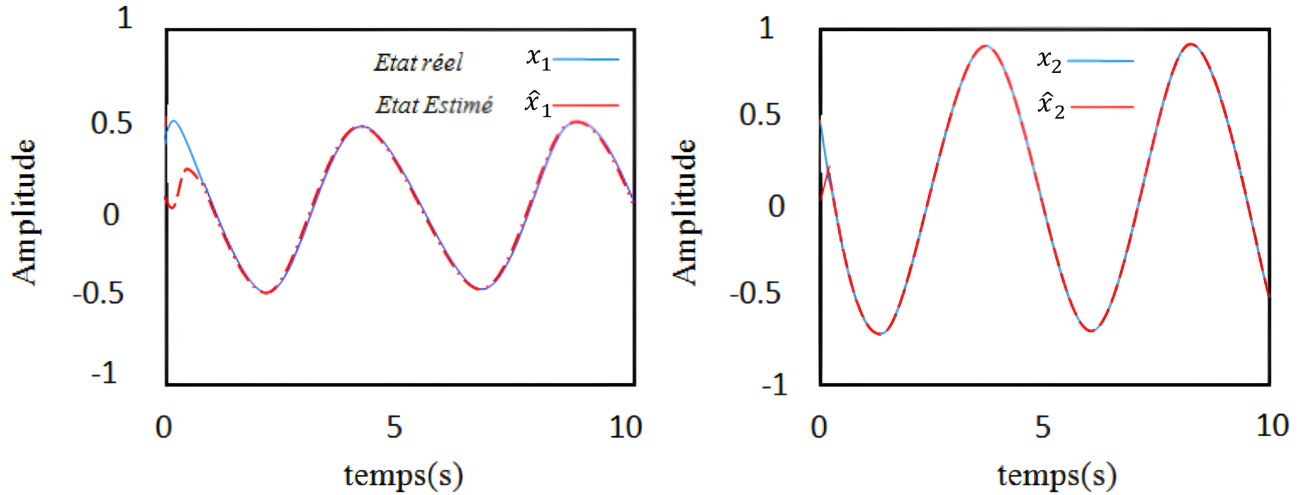 1
0.5
0
-0.5
-1
Amplitude
Etat réel x₁
Etat Estimé x̂₁
0 5 10
temps(s)
1
0.5
0
-0.5
-1
Amplitude
x₂
x̂₂
0 5 10
temps(s)